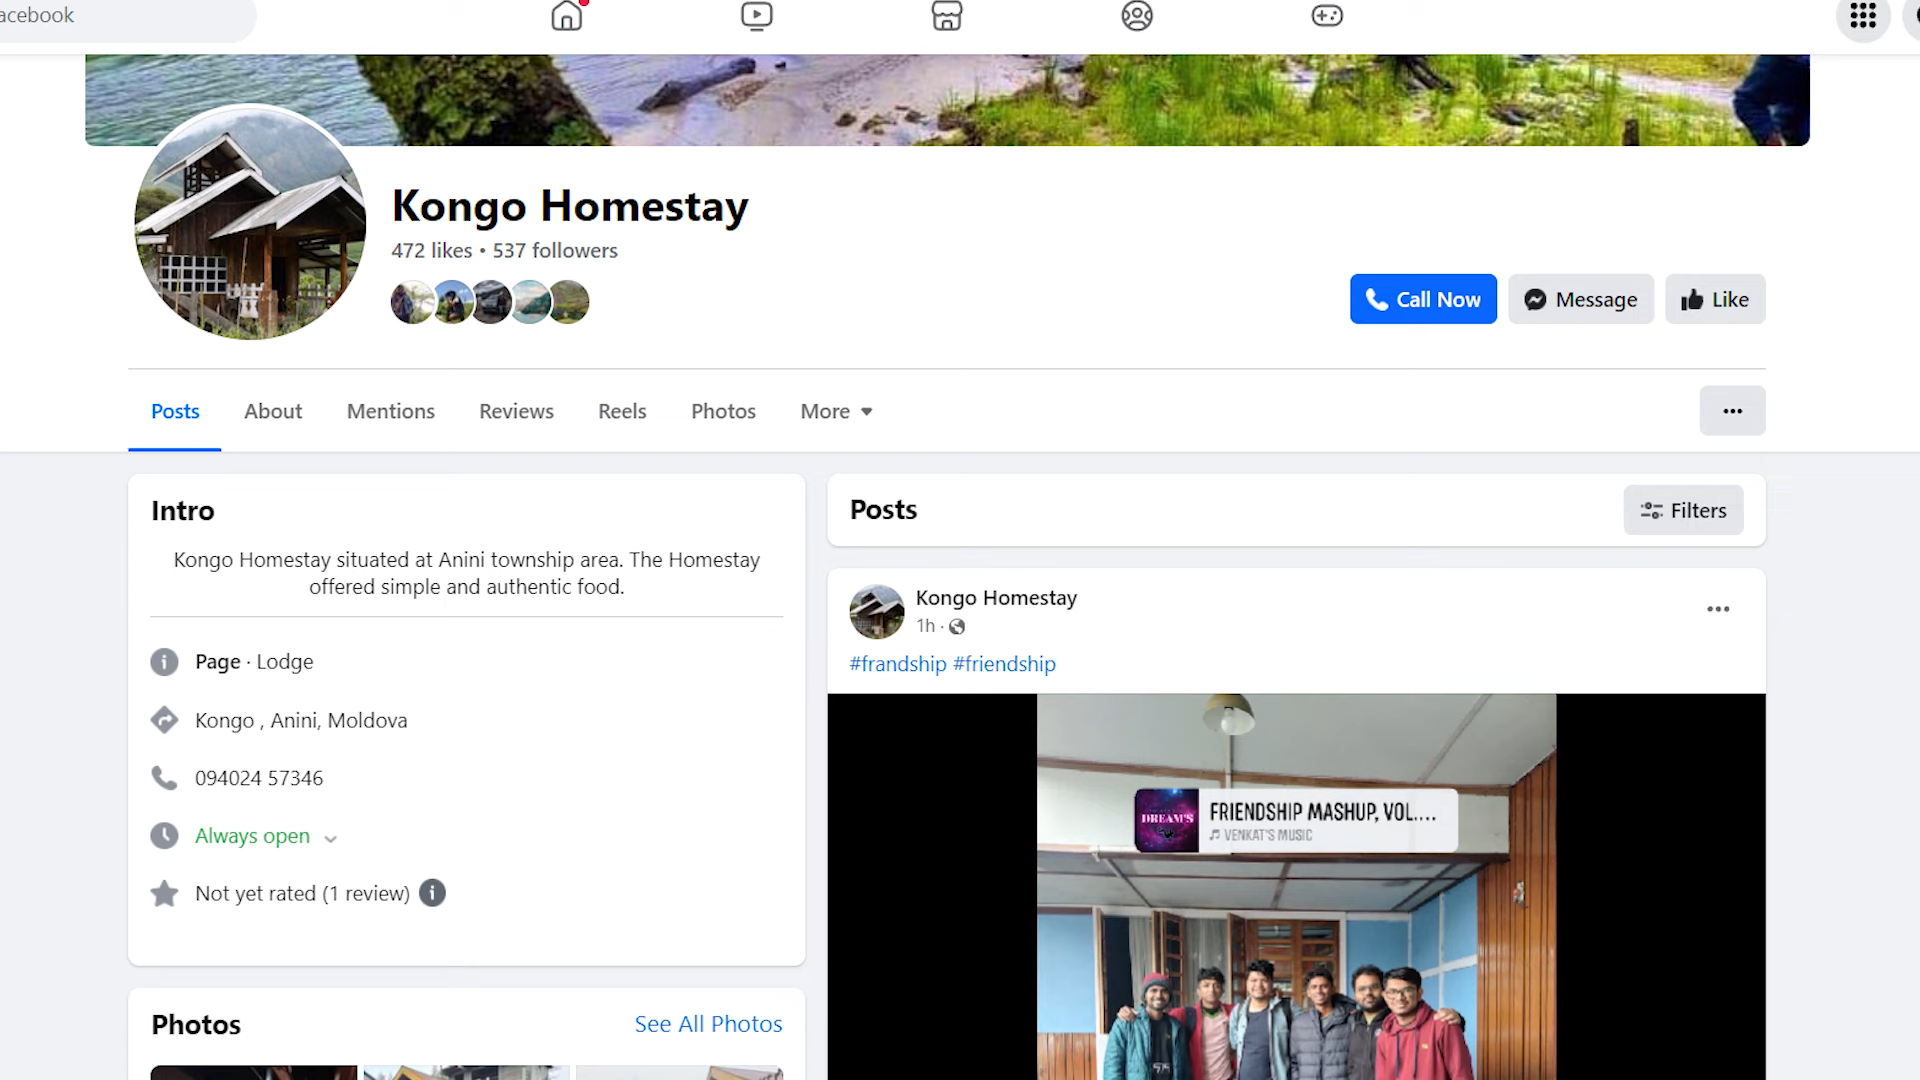 acebook
Kongo Homestay
472 likes • 537 followers
Call Now
Message
Like
Posts
About
Mentions
Reviews
Reels
Photos
More
Intro
Kongo Homestay situated at Anini township area. The Homestay
offered simple and authentic food.
Page · Lodge
Kongo , Anini, Moldova
094024 57346
Always open
Not yet rated (1 review)
Photos
See All Photos
Posts
Filters
Kongo Homestay
1h ·
#frandship #friendship
DREAM'S
FRIENDSHIP MASHUP, VOL....
VENKAT'S MUSIC